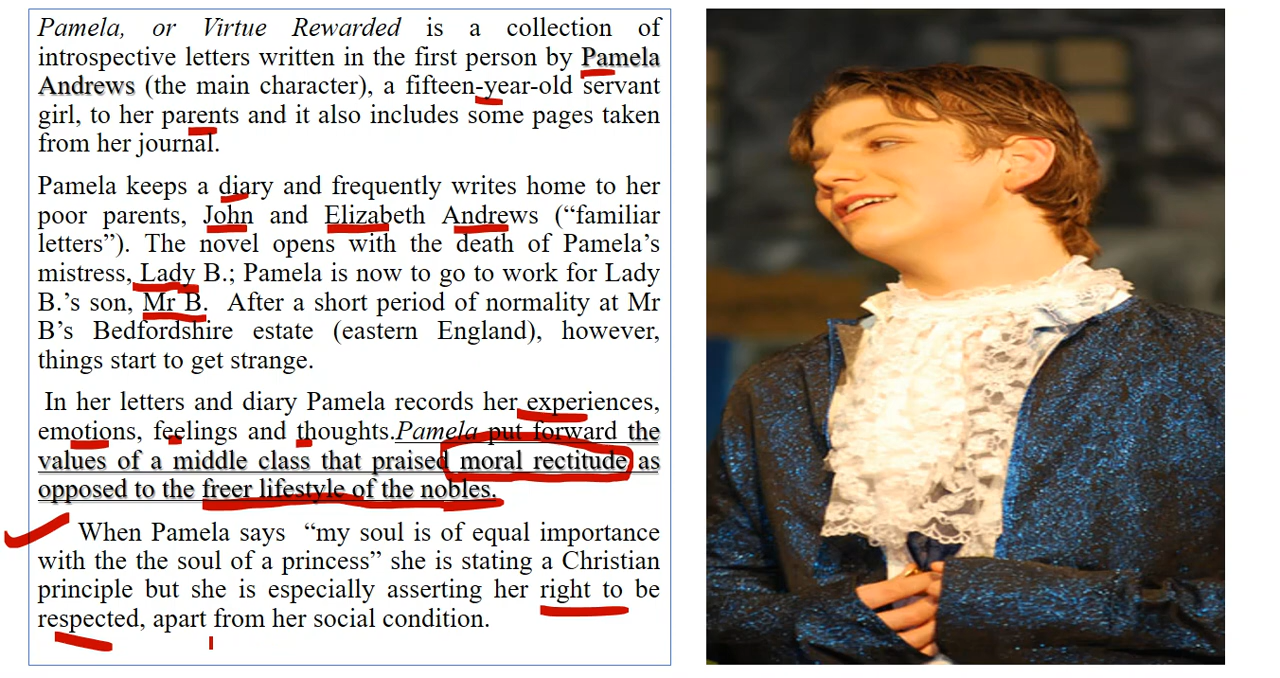 Pamela, or Virtue Rewarded is a collection of
introspective letters written in the first person by Pamela
Andrews (the main character), a fifteen-year-old servant
girl, to her parents and it also includes some pages taken
from her journal.
Pamela keeps a diary and frequently writes home to her
poor parents, John and Elizabeth Andrews (“familiar
letters”). The novel opens with the death of Pamela’s
mistress, Lady B.; Pamela is now to go to work for Lady
B.’s son, Mr B. After a short period of normality at Mr
B’s Bedfordshire estate (eastern England), however,
things start to get strange.
In her letters and diary Pamela records her experiences,
emotions, feelings and thoughts.Pamela put forward the
values of a middle class that praised moral rectitude as
opposed to the freer lifestyle of the nobles.
When Pamela says “my soul is of equal importance
with the the soul of a princess” she is stating a Christian
principle but she is especially asserting her right to be
respected, apart from her social condition.